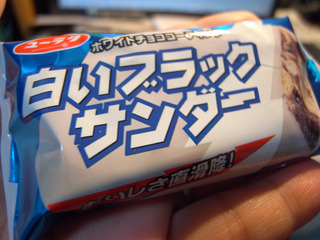 ユーラク
ホワイトチョココーティング
白いブラック
サンダー
おいしさ直滑降!